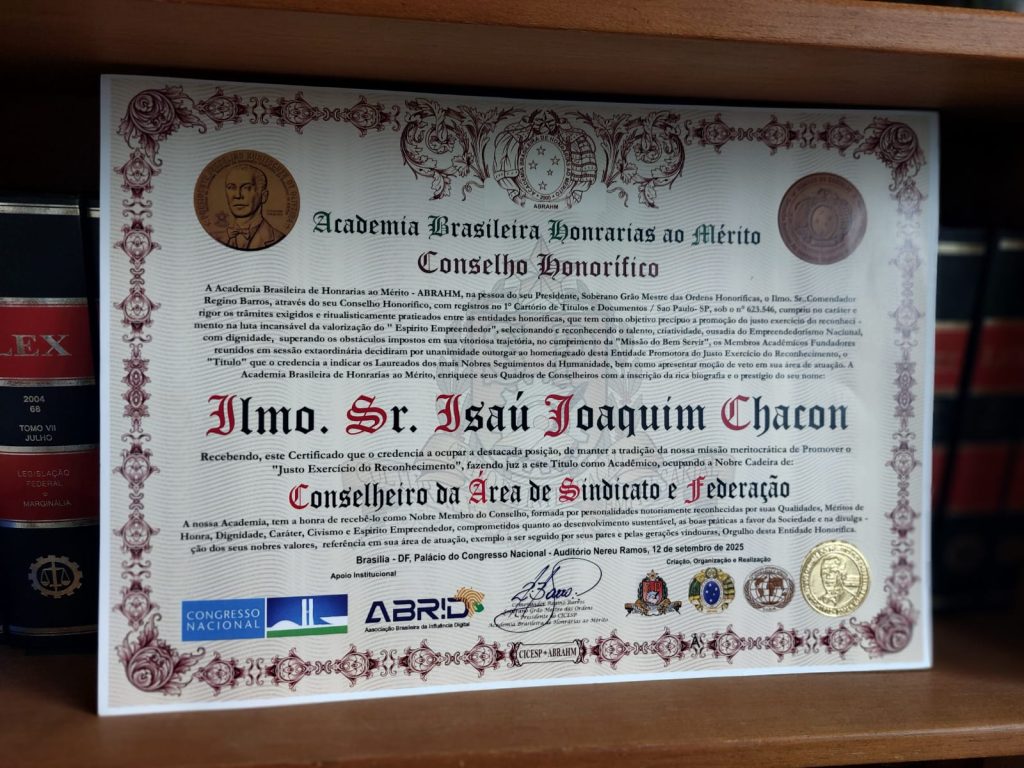 ABRAHM
Academia Brasileira Honrarias ao Mérito
Conselho Honorífico
A Academia Brasileira de Honrarias ao Mérito - ABRAHM, na pessoa do seu Presidente, Soberano Grão Mestre das Ordens Honoríficas, o Ilmo. Sr. Comendador
Regino Barros, através do seu Conselho Honorífico, com registros no 1º Cartório de Títulos e Documentos / Sao Paulo- SP, sob o nº 623.546, cumpriu no caráter e
rigor os trâmites exigidos e ritualisticamente praticados entre as entidades honoríficas, que tem como objetivo precípuo a promoção do justo exercício do reconheci -
mento na luta incansável da valorização do " Espírito Empreendedor", selecionando e reconhecendo o talento, criatividade, ousadia do Empreendedorismo Nacional,
com dignidade, superando os obstáculos impostos em sua vitoriosa trajetória, no cumprimento da "Missão do Bem Servir", os Membros Acadêmicos Fundadores
reunidos em sessão extaordinária decidiram por unanimidade outorgar ao homenageado desta Entidade Promotora do Justo Exercício do Reconhecimento, o
"Título" que o credencia a indicar os Laureados dos mais Nobres Seguimentos da Humanidade, bem como apresentar moção de veto em sua área de atuação. A
Academia Brasileira de Honrarias ao Mérito, enriquece seus Quadros de Conselheiros com a inscrição da rica biografia e o prestígio do seu nome:
Ilmo. Sr. Isaú Joaquim Chacon
Recebendo, este Certificado que o credencia a ocupar a destacada posição, de manter a tradição da nossa missão meritocrática de Promover o
"Justo Exercício do Reconhecimento", fazendo juz a este Título como Acadêmico, ocupando a Nobre Cadeira de:
Conselheiro da Área de Sindicato e Federação
A nossa Academia, tem a honra de recebê-lo como Nobre Membro do Conselho, formada por personalidades notoriamente reconhecidas por suas Qualidades, Méritos de
Honra, Dignidade, Caráter, Civismo e Espírito Empreendedor, comprometidos quanto ao desenvolvimento sustentável, as boas práticas a favor da Sociedade e na divulga -
ção dos seus nobres valores, referência em sua área de atuação, exemplo a ser seguido por seus pares e pelas gerações vindouras, Orgulho desta Entidade Honorífica.
Brasília - DF, Palácio do Congresso Nacional - Auditório Nereu Ramos, 12 de setembro de 2025
Apoio Institucional
Criação, Organização e Realização
CONGRESSO
NACIONAL
ABRID
Associação Brasileira da Influência Digital
Comendador Regino Barros
Soberano Grão Mestre das Ordens
Presidente do CICESP
Academia Brasileira de Honrarias ao Mérito
CICESP - ABRAHM
LEX
2004
68
TOMO VII
JULHO
LEGISLAÇÃO
FEDERAL
E
MARGINÁLIA